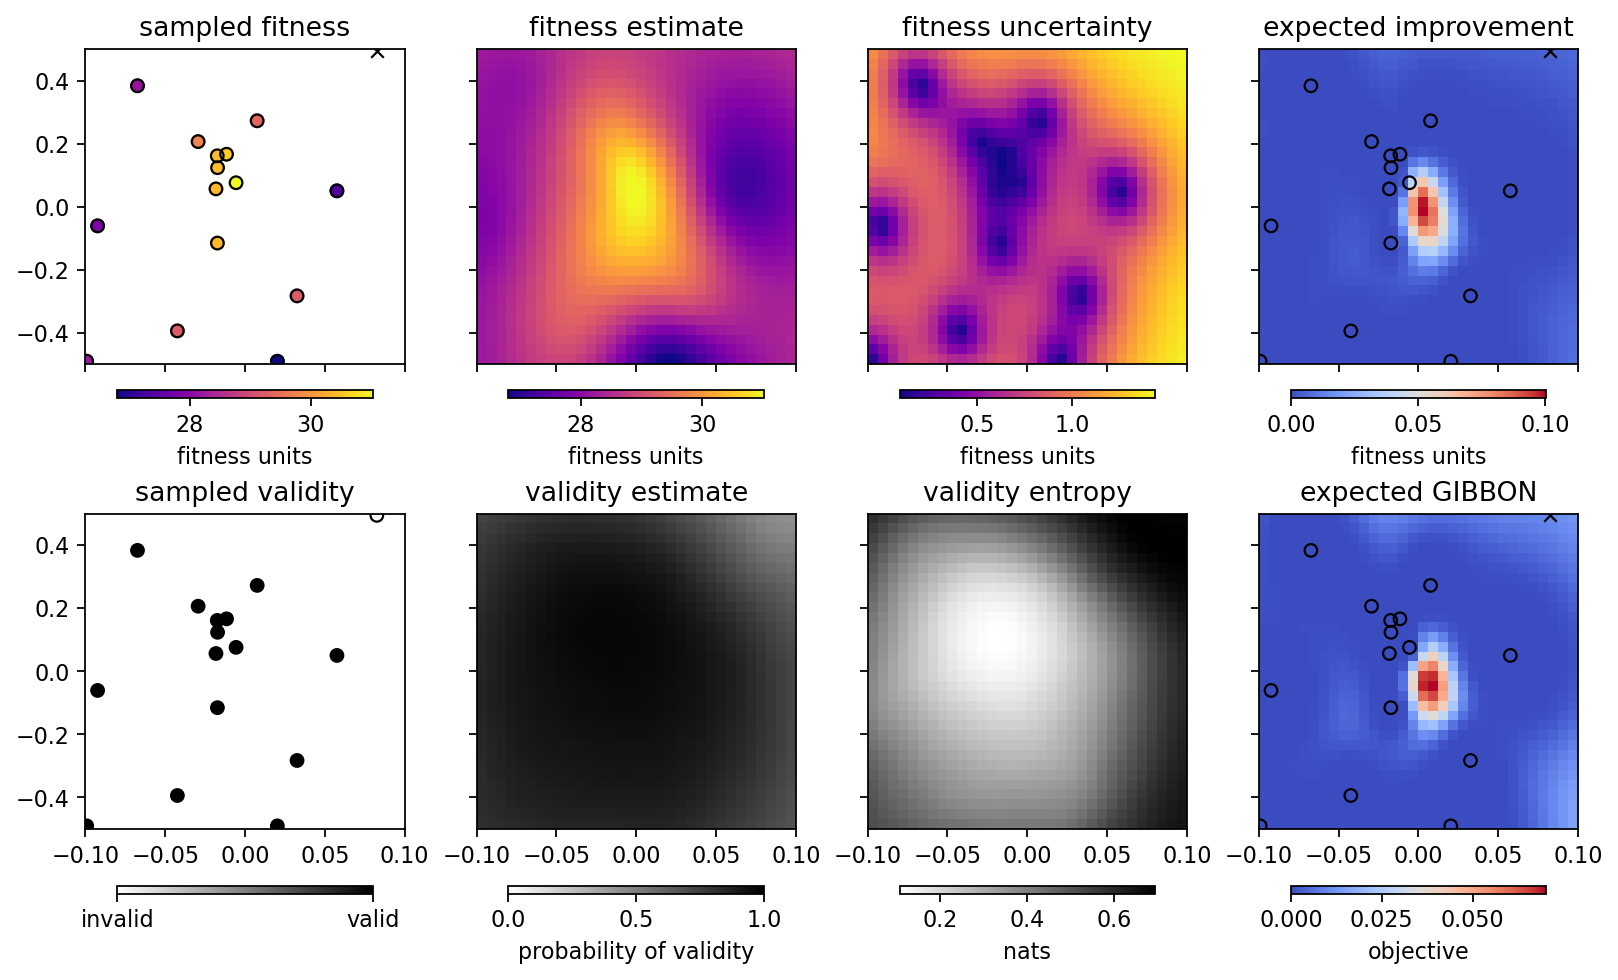 sampled fitness fitness estimate fitness uncertainty expected improvement
0.4
0.2
0.0
−0.2
−0.4
28 30 28 30 0.5 1.0 0.00 0.05 0.10
fitness units fitness units fitness units fitness units
sampled validity validity estimate validity entropy expected GIBBON
0.4
0.2
0.0
−0.2
−0.4
−0.10 −0.05 0.00 0.05 0.10 −0.10 −0.05 0.00 0.05 0.10 −0.10 −0.05 0.00 0.05 0.10 −0.10 −0.05 0.00 0.05 0.10
invalid valid 0.0 0.5 1.0 0.2 0.4 0.6 0.000 0.025 0.050
probability of validity nats objective